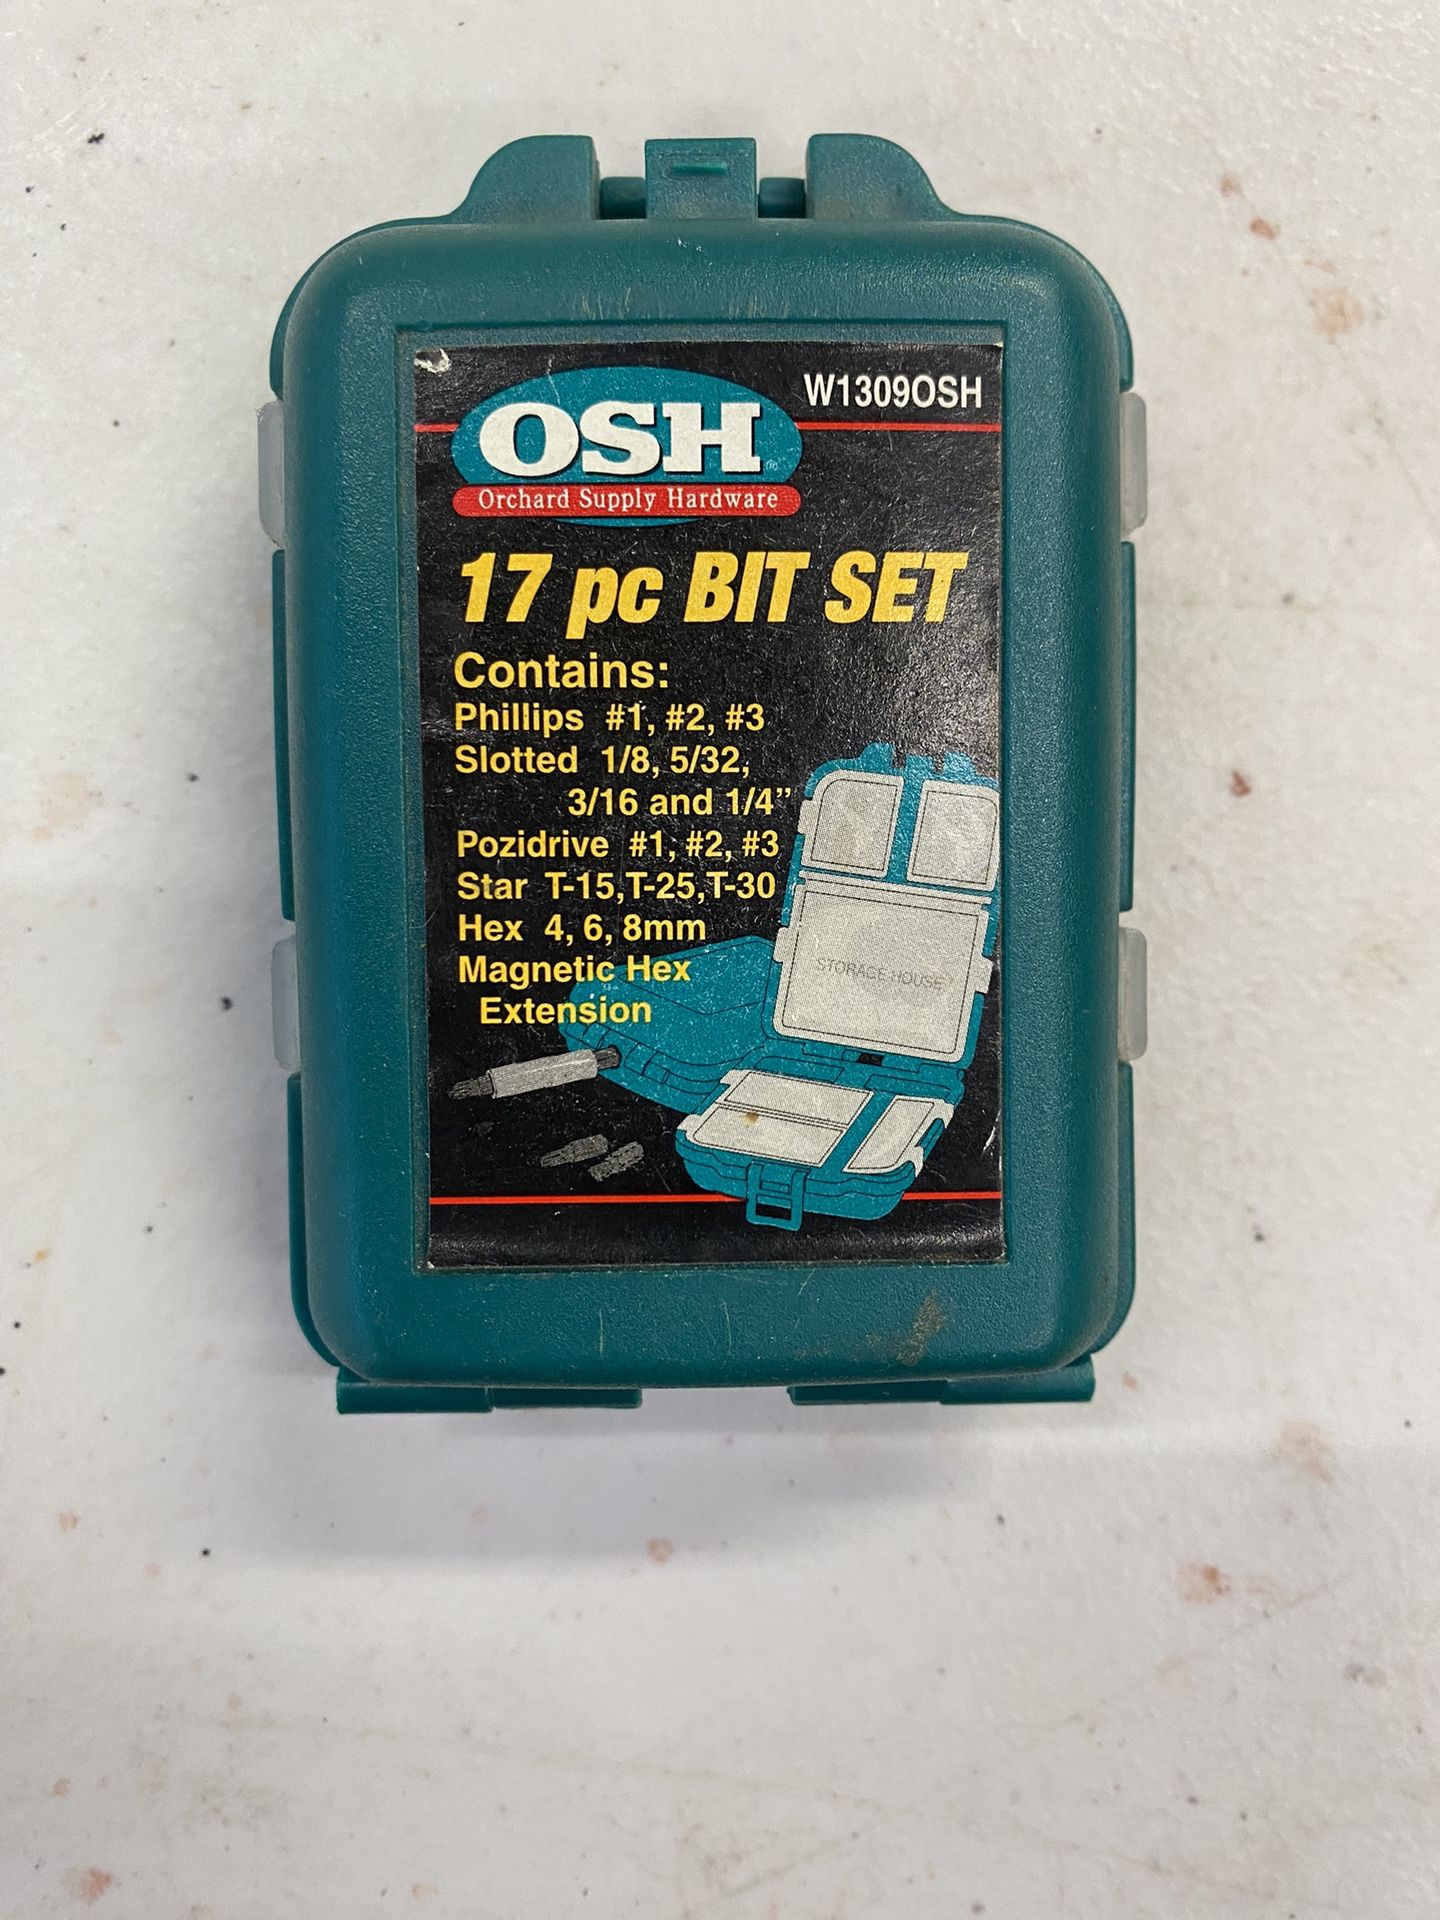 W1309OSH
OSH
Orchard Supply Hardware
17 pc BIT SET
Contains:
Phillips #1, #2, #3
Slotted 1/8, 5/32,
3/16 and 1/4"
Pozidrive #1, #2, #3
Star T-15, T-25, T-30
Hex 4, 6, 8mm
Magnetic Hex
Extension
STORAGE HOUSE